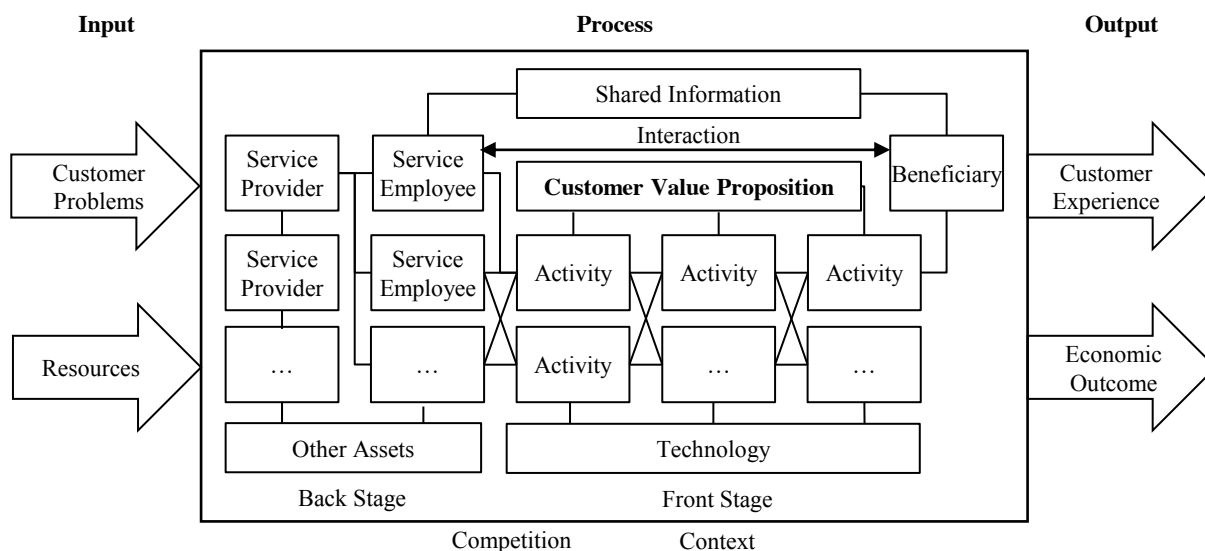 Input
Process
Output
Shared Information
Interaction
Customer
Problems
Service
Provider
Service
Employee
Customer Value Proposition
Beneficiary
Customer
Experience
Service
Provider
Service
Employee
Activity
Activity
Activity
Resources
…
…
Activity
…
…
Economic
Outcome
Other Assets
Technology
Back Stage
Front Stage
Competition
Context